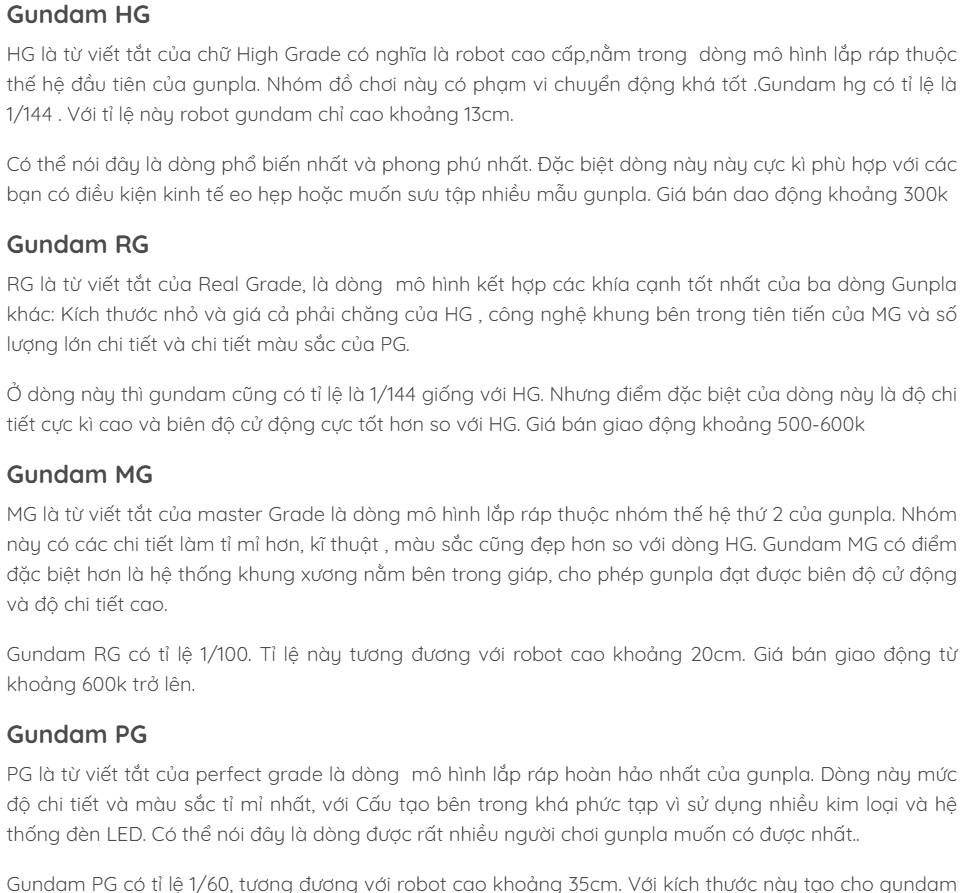 Gundam HG
HG là từ viết tắt của chữ High Grade có nghĩa là robot cao cấp,nằm trong dòng mô hình lắp ráp thuộc
thế hệ đầu tiên của gunpla. Nhóm đồ chơi này có phạm vi chuyển động khá tốt .Gundam hg có tỉ lệ là
1/144 . Với tỉ lệ này robot gundam chỉ cao khoảng 13cm.
Có thể nói đây là dòng phổ biến nhất và phong phú nhất. Đặc biệt dòng này này cực kì phù hợp với các
bạn có điều kiện kinh tế eo hẹp hoặc muốn sưu tập nhiều mẫu gunpla. Giá bán dao động khoảng 300k
Gundam RG
RG là từ viết tắt của Real Grade, là dòng mô hình kết hợp các khía cạnh tốt nhất của ba dòng Gunpla
khác: Kích thước nhỏ và giá cả phải chăng của HG , công nghệ khung bên trong tiên tiến của MG và số
lượng lớn chi tiết và chi tiết màu sắc của PG.
Ở dòng này thì gundam cũng có tỉ lệ là 1/144 giống với HG. Nhưng điểm đặc biệt của dòng này là độ chi
tiết cực kì cao và biên độ cử động cực tốt hơn so với HG. Giá bán giao động khoảng 500-600k
Gundam MG
MG là từ viết tắt của master Grade là dòng mô hình lắp ráp thuộc nhóm thế hệ thứ 2 của gunpla. Nhóm
này có các chi tiết làm tỉ mỉ hơn, kĩ thuật , màu sắc cũng đẹp hơn so với dòng HG. Gundam MG có điểm
đặc biệt hơn là hệ thống khung xương nằm bên trong giáp, cho phép gunpla đạt được biên độ cử động
và độ chi tiết cao.
Gundam RG có tỉ lệ 1/100. Tỉ lệ này tương đương với robot cao khoảng 20cm. Giá bán giao động từ
khoảng 600k trở lên.
Gundam PG
PG là từ viết tắt của perfect grade là dòng mô hình lắp ráp hoàn hảo nhất của gunpla. Dòng này mức
độ chi tiết và màu sắc tỉ mỉ nhất, với Cấu tạo bên trong khá phức tạp vì sử dụng nhiều kim loại và hệ
thống đèn LED. Có thể nói đây là dòng được rất nhiều người chơi gunpla muốn có được nhất..
Gundam PG có tỉ lệ 1/60, tương đương với robot cao khoảng 35cm. Với kích thước này tạo cho gundam